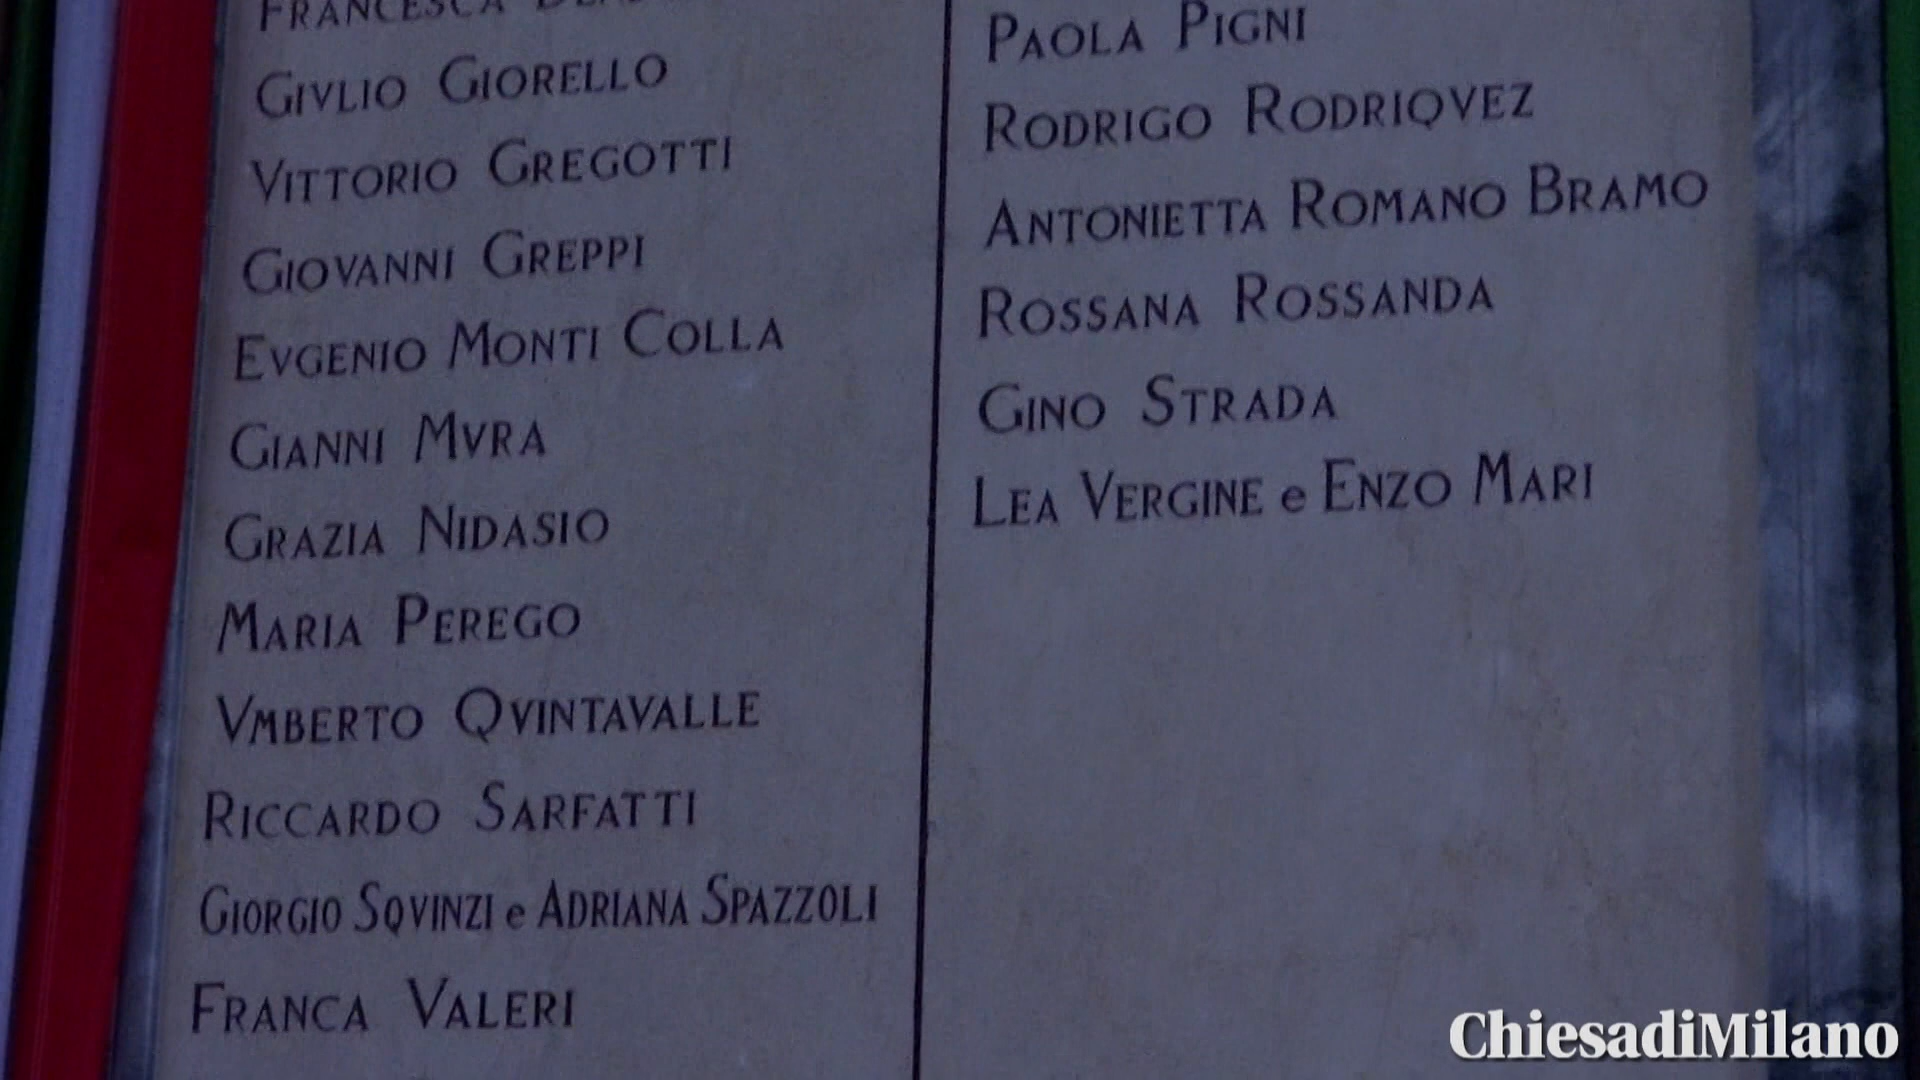 FRANCESCA
GIVLIO GIORELLO
VITTORIO GREGOTTI
GIOVANNI GREPPI
EVGENIO MONTI COLLA
GIANNI MVRA
GRAZIA NIDASIO
MARIA PEREGO
VMBERTO QVINTAVALLE
RICCARDO SARFATTI
GIORGIO SQVINZI e ADRIANA SPAZZOLI
FRANCA VALERI
PAOLA PIGNI
RODRIGO RODRIQVEZ
ANTONIETTA ROMANO BRAMO
ROSSANA ROSSANDA
GINO STRADA
LEA VERGINE e ENZO MARI
ChiesadiMilano